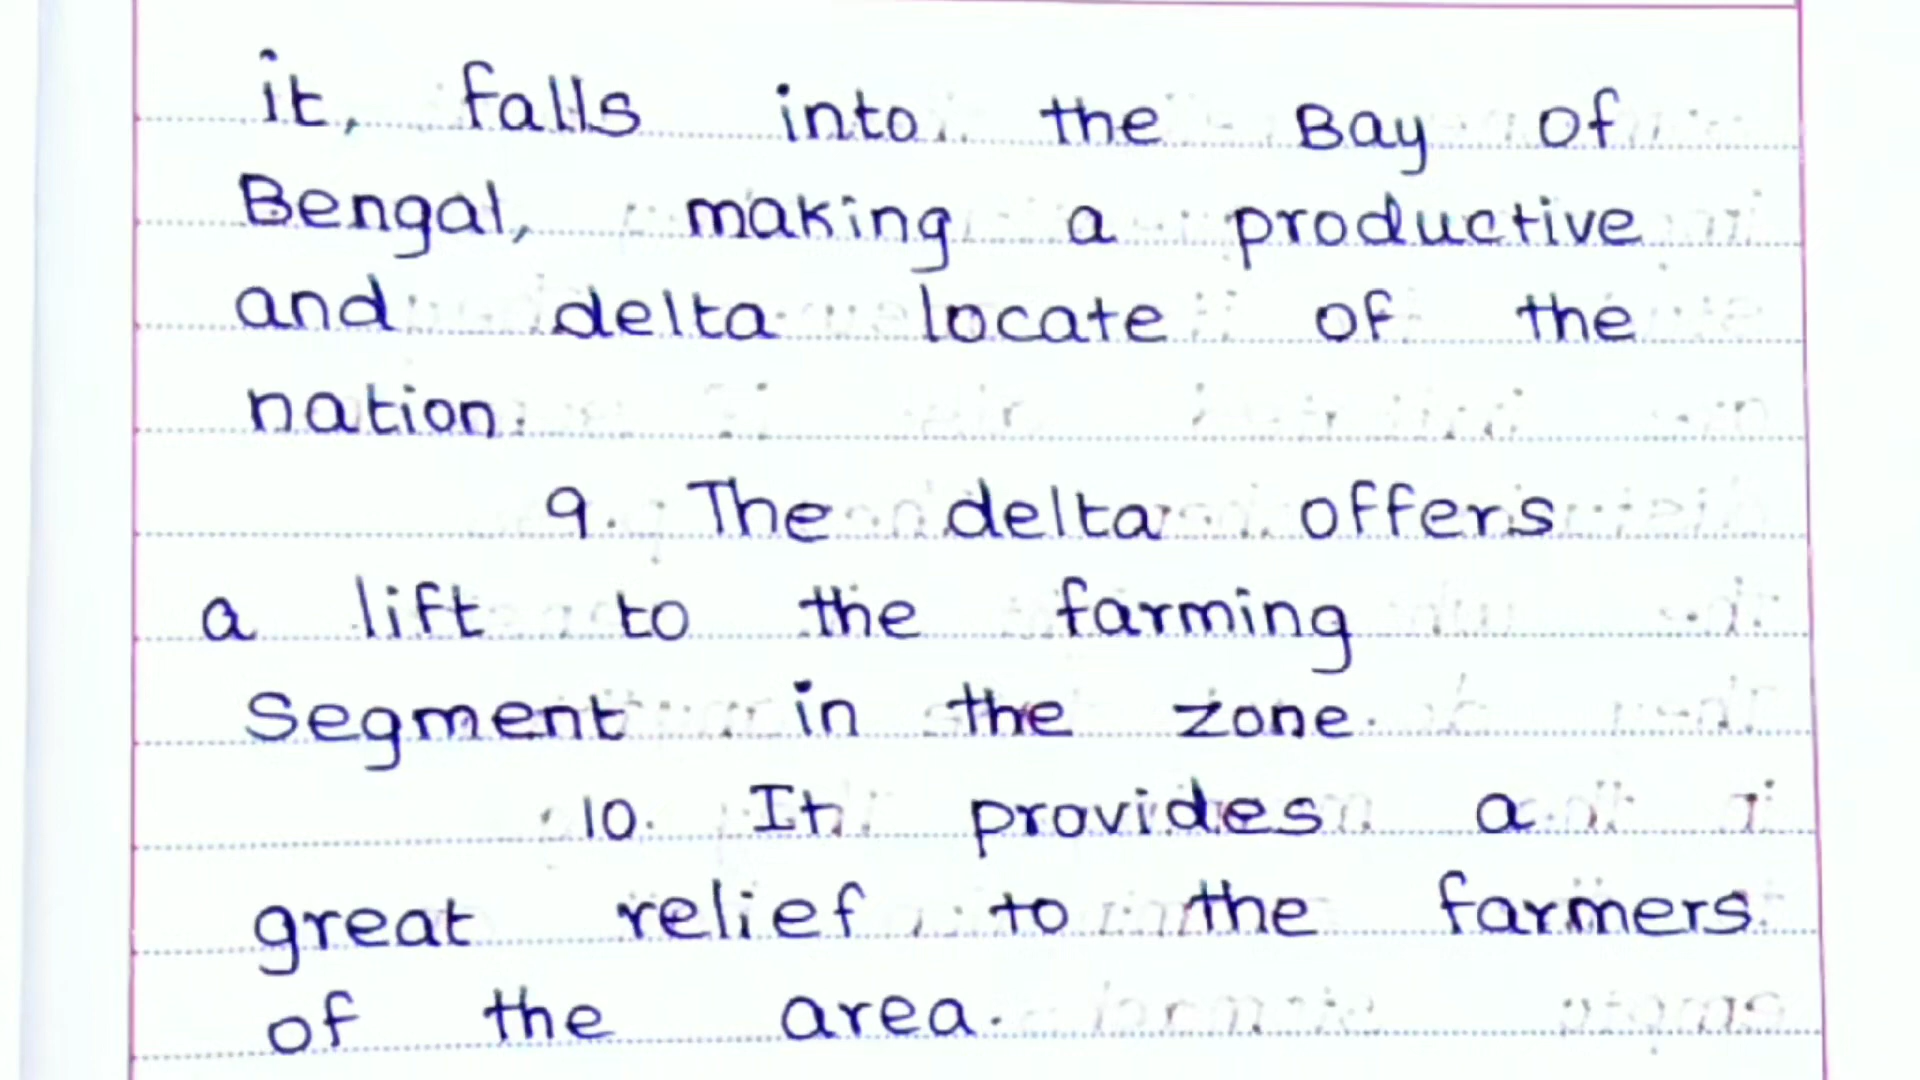 it, falls into the Bay of
Bengal, making a productive
and delta locate of the
nation.
9. The delta offers
a lift to the farming
Segment in the zone.
10. It provides a
great relief to the farmers
of the area.